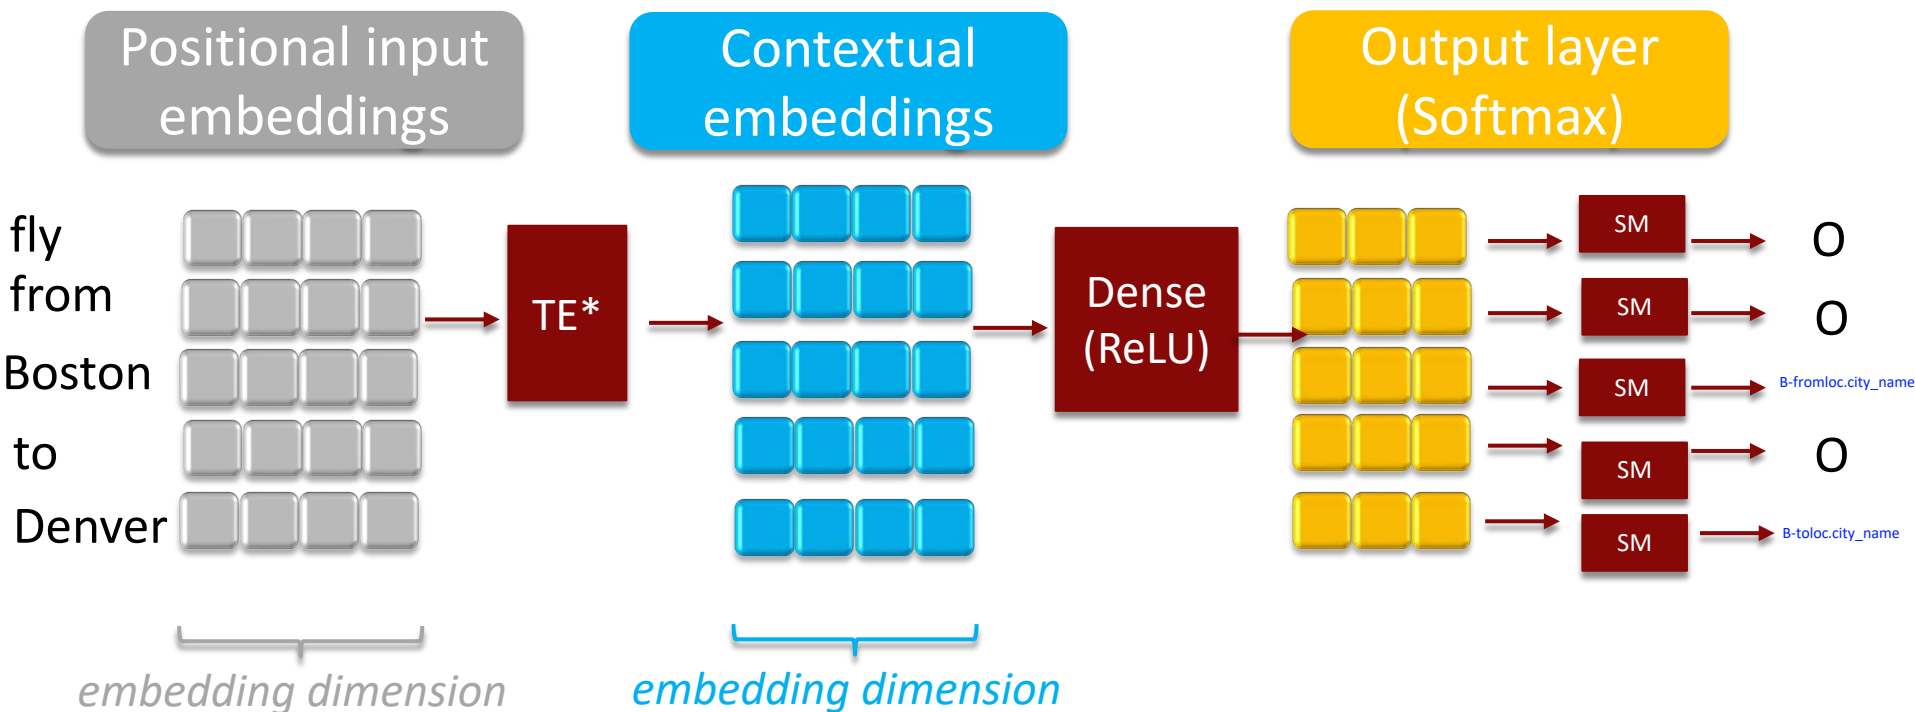 Positional input
embeddings
Contextual
embeddings
Output layer
(Softmax)
fly
from
Boston
to
Denver
TE*
Dense
(ReLU)
SM
SM
SM
SM
SM
O
O
B-fromloc.city_name
O
B-toloc.city_name
embedding dimension
embedding dimension